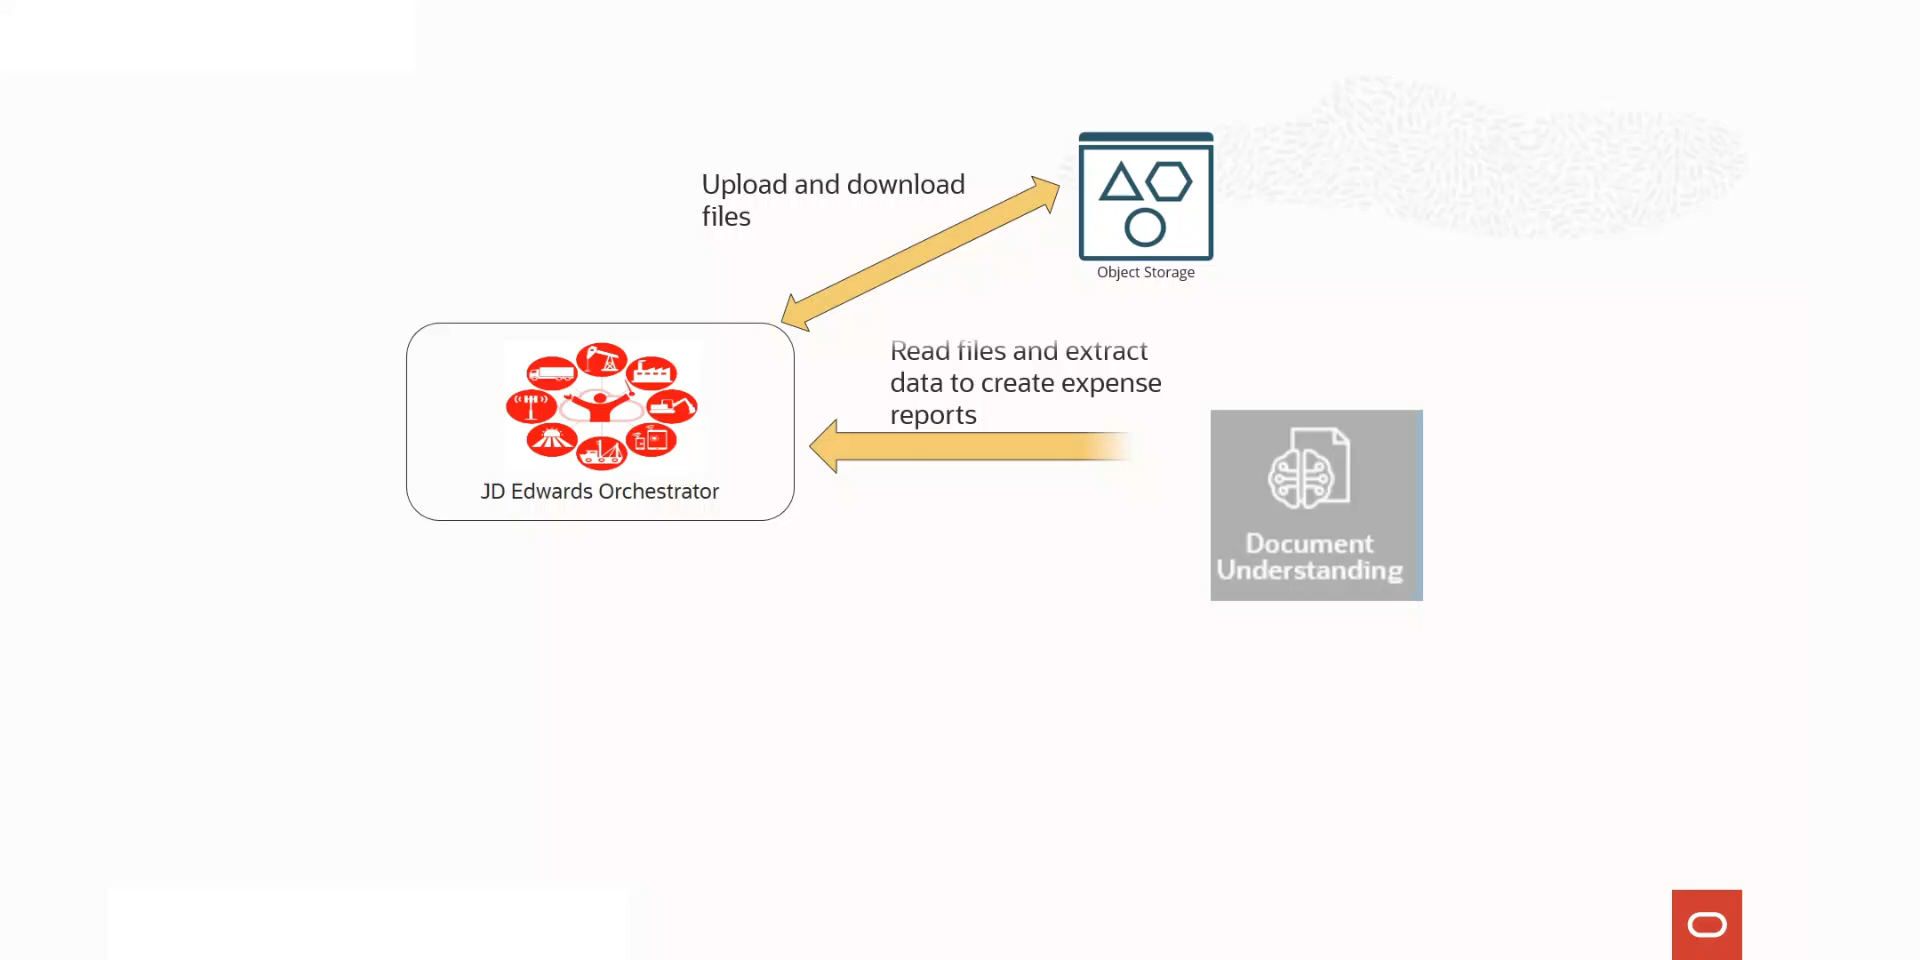 Upload and download
files
Object Storage
Read files and extract
data to create expense
reports
JD Edwards Orchestrator
Document
Understanding